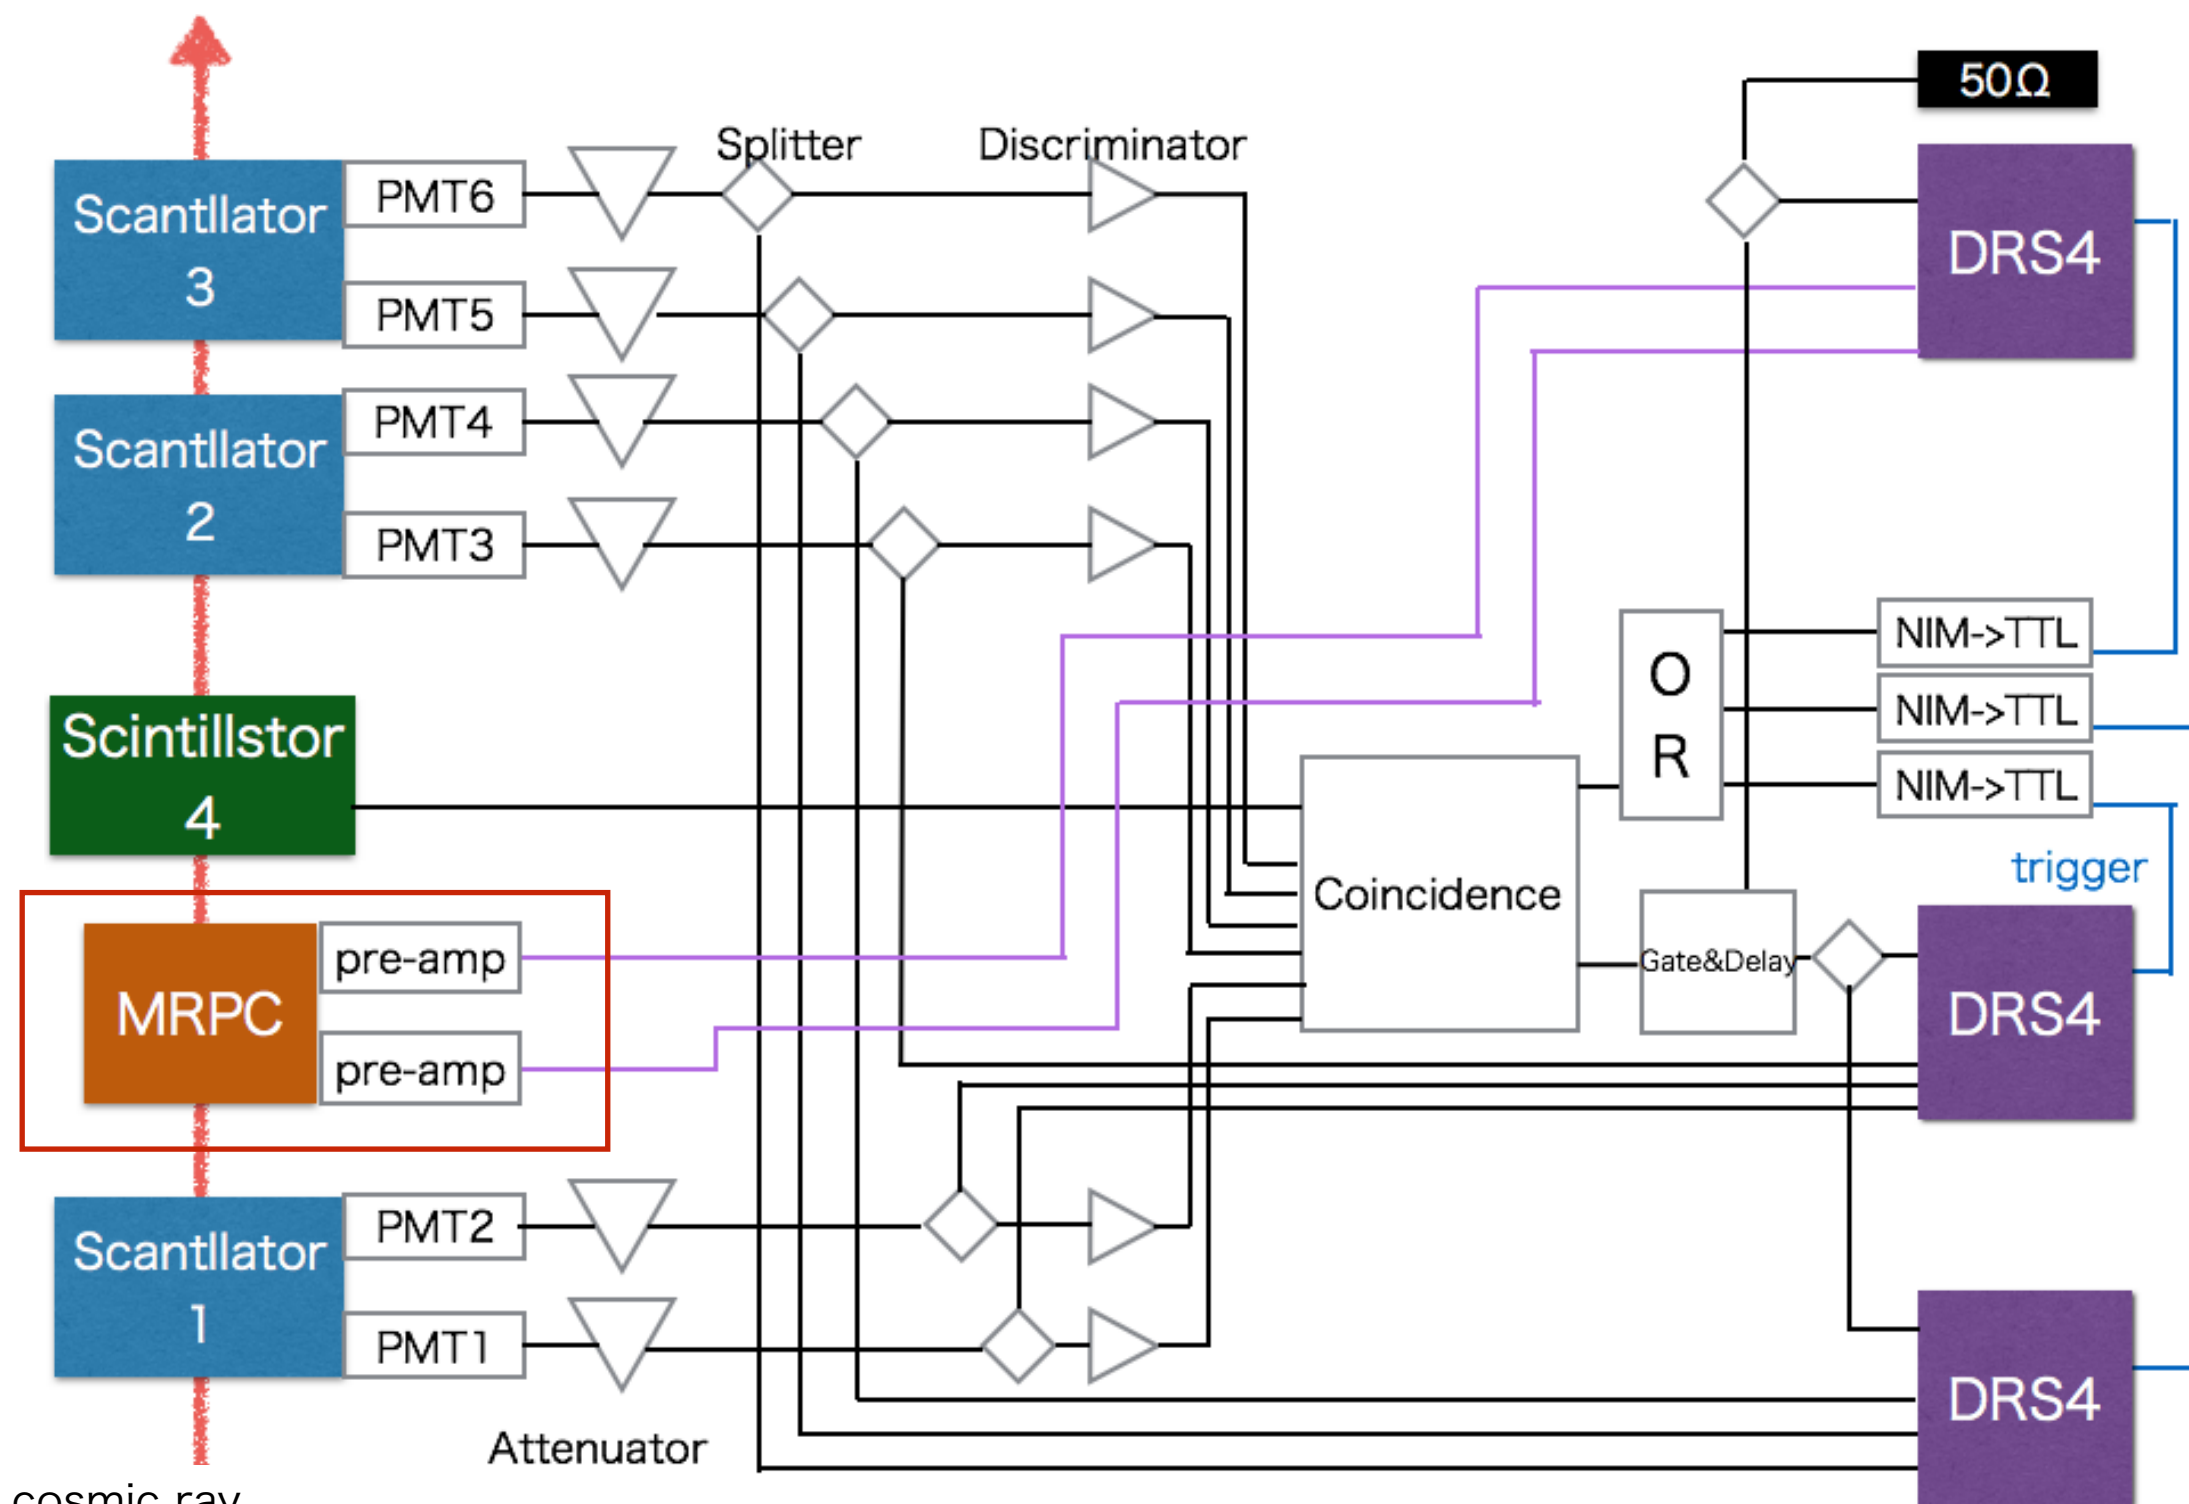 50Ω
Splitter
Discriminator
Scantllator
3
PMT6
PMT5
DRS4
Scantllator
2
PMT4
PMT3
Scintillstor
4
O
R
NIM->TTL
NIM->TTL
NIM->TTL
trigger
Coincidence
Gate&Delay
DRS4
MRPC
pre-amp
pre-amp
Scantllator
1
PMT2
PMT1
DRS4
Attenuator
cosmic ray